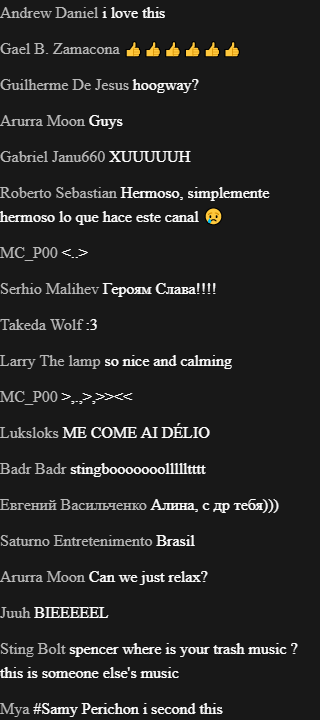 Andrew Daniel i love this
Gael B. Zamacona 👍👍👍👍👍👍
Guilherme De Jesus hoogway?
Arurra Moon Guys
Gabriel Janu660 XUUUUUH
Roberto Sebastian Hermoso, simplemente
hermoso lo que hace este canal 😥
MC_P00 <..>
Serhio Malihev Героям Слава!!!!
Takeda Wolf :3
Larry The lamp so nice and calming
MC_P00 >,.,>,>><<
Luksloks ME COME AI DÉLIO
Badr Badr stingbooooooolllllltttt
Евгений Васильченко Алина, с др тебя)))
Saturno Entretenimento Brasil
Arurra Moon Can we just relax?
Juuh BIEEEEEL
Sting Bolt spencer where is your trash music ?
this is someone else's music
Mya #Samy Perichon i second this